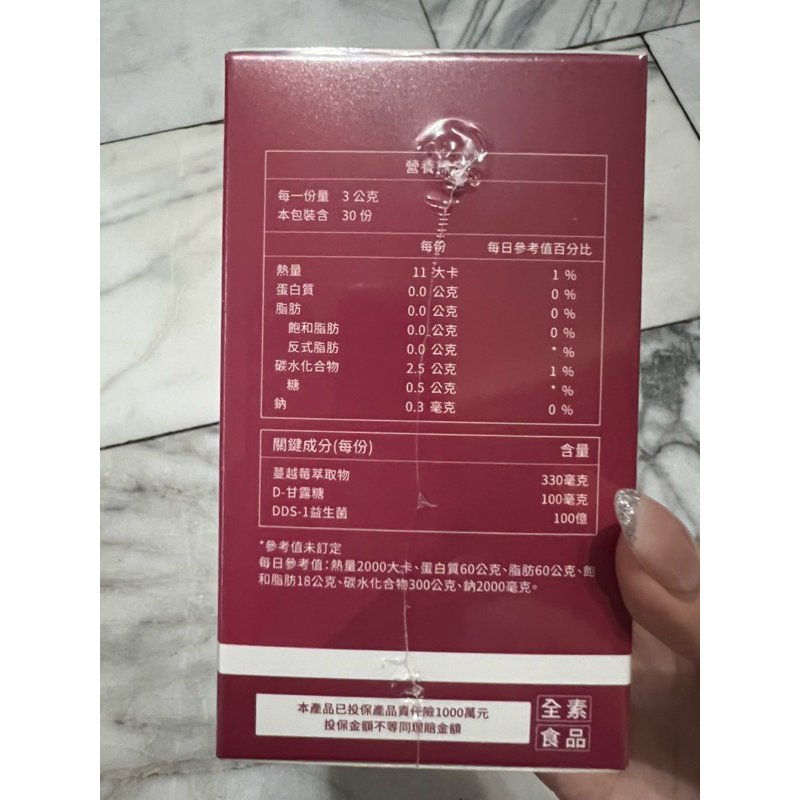 營養
每一份量 3 公克
本包裝含 30 份
每份 每日參考值百分比
熱量 11 大卡 1 %
蛋白質 0.0 公克 0 %
脂肪 0.0 公克 0 %
飽和脂肪 0.0 公克 0 %
反式脂肪 0.0 公克 * %
碳水化合物 2.5 公克 1 %
糖 0.5 公克 * %
鈉 0.3 毫克 0 %
關鍵成分(每份) 含量
蔓越莓萃取物 330毫克
D-甘露糖 100毫克
DDS-1益生菌 100億
*參考值未訂定
每日參考值：熱量2000大卡、蛋白質60公克、脂肪60公克、飽
和脂肪18公克、碳水化合物300公克、鈉2000毫克。
本產品已投保產品責任險1000萬元
投保金額不等同理賠金額
全素
食品